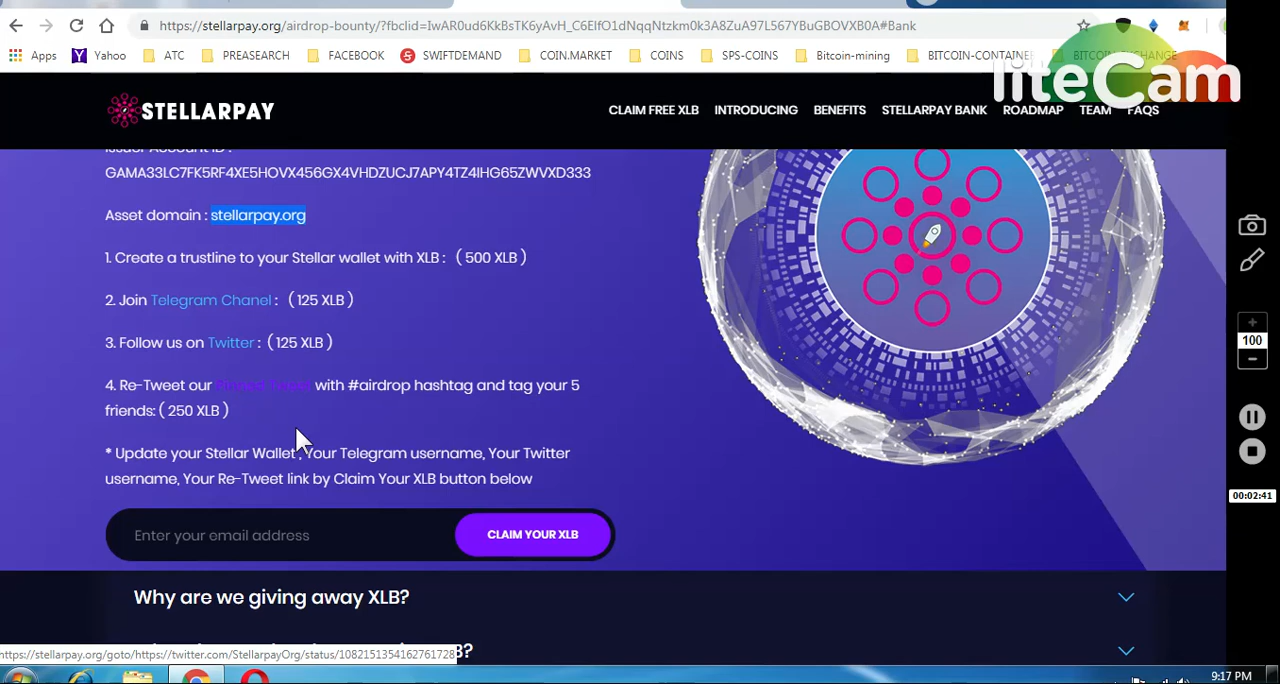 https://stellarpay.org/airdrop-bounty/?fbclid=IwAR0ud6KkBsTK6yAvH_C6ElfO1dNqqNtzkm0k3A8ZuA97L567YBuGBOVXB0A#Bank
Apps Yahoo ATC PREASEARCH FACEBOOK SWIFTDEMAND COIN.MARKET COINS SPS-COINS Bitcoin-mining BITCOIN-CONTAINE
liteCam
STELLARPAY CLAIM FREE XLB INTRODUCING BENEFITS STELLARPAY BANK ROADMAP TEAM FAQS
Issuer Account ID :
GAMA33LC7FK5RF4XE5HOVX456GX4VHDZUCJ7APY4TZ4IHG65ZWVXD333
Asset domain : stellarpay.org
1. Create a trustline to your Stellar wallet with XLB : ( 500 XLB )
2. Join Telegram Chanel : ( 125 XLB )
3. Follow us on Twitter : ( 125 XLB )
4. Re-Tweet our Pinned Tweet with #airdrop hashtag and tag your 5
friends: ( 250 XLB )
* Update your Stellar Wallet , Your Telegram username, Your Twitter
username, Your Re-Tweet link by Claim Your XLB button below
Enter your email address CLAIM YOUR XLB
Why are we giving away XLB?
B?
https://stellarpay.org/goto/https://twitter.com/StellarpayOrg/status/1082151354162761728
100
00:02:41
9:17 PM